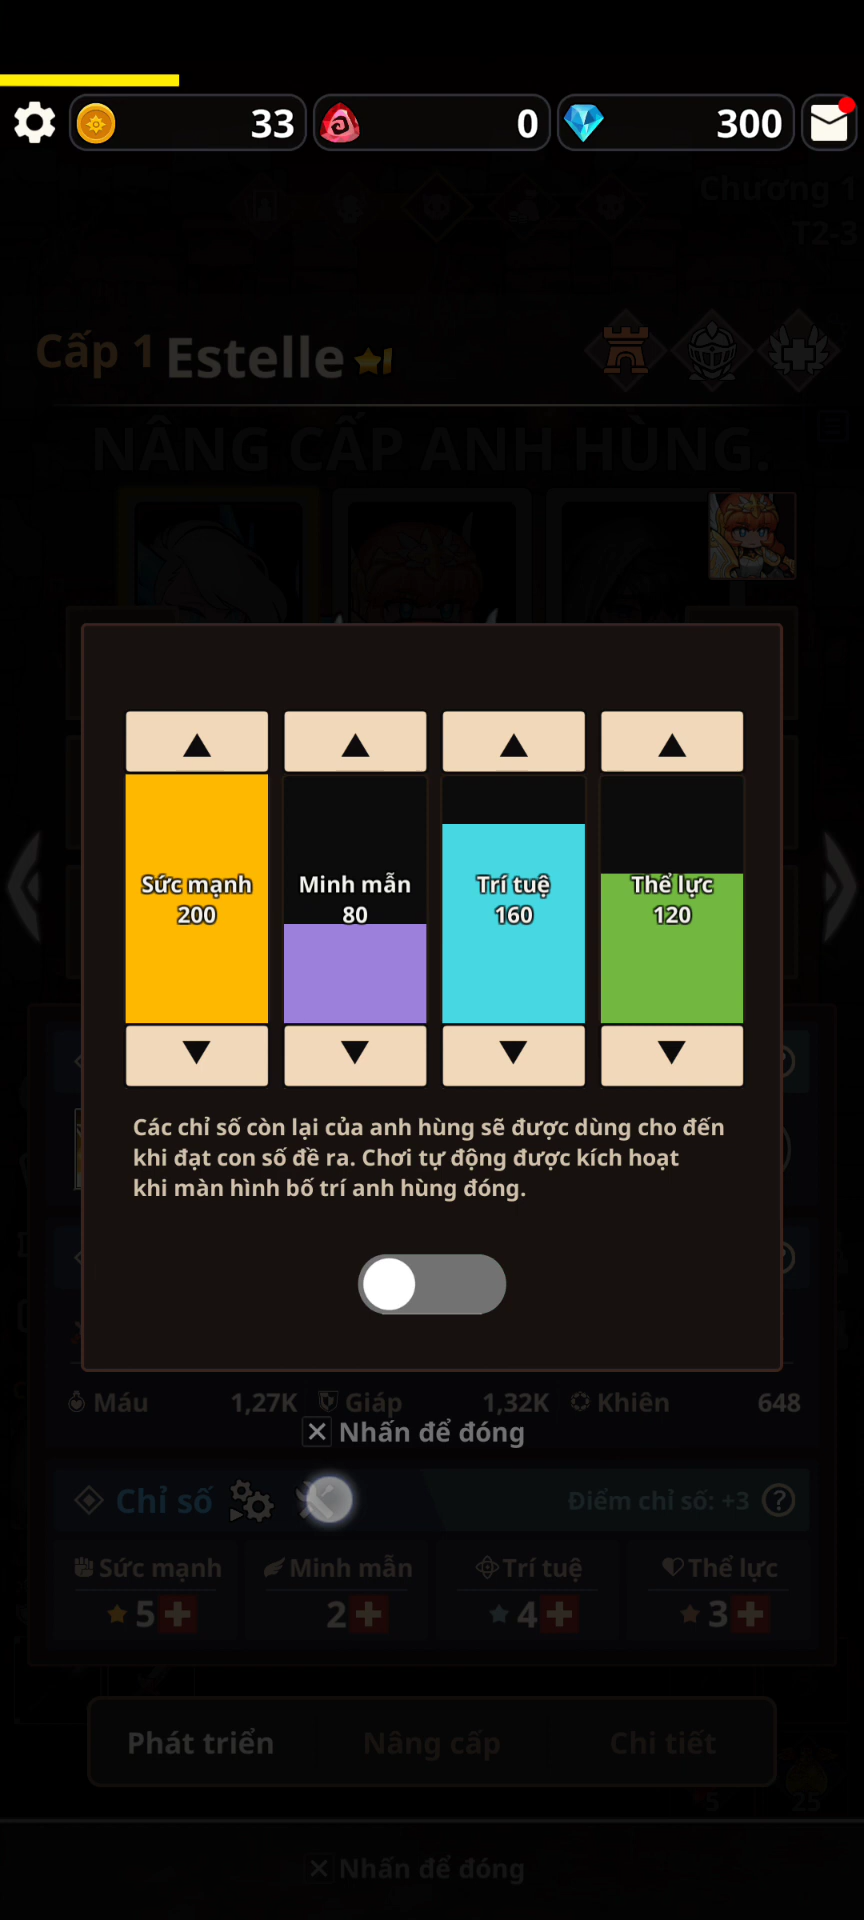 33
0
300
Chương 1
T2-3
Cấp 1 Estelle
NÂNG CẤP ANH HÙNG.
Sức mạnh
200
Minh mẫn
80
Trí tuệ
160
Thể lực
120
Các chỉ số còn lại của anh hùng sẽ được dùng cho đến
khi đạt con số đề ra. Chơi tự động được kích hoạt
khi màn hình bố trí anh hùng đóng.
Máu 1,27K Giáp 1,32K Khiên 648
Nhấn để đóng
Chỉ số Điểm chỉ số: +3 ?
Sức mạnh Minh mẫn Trí tuệ Thể lực
5 2 4 3
Phát triển Nâng cấp Chi tiết
5 25
Nhấn để đóng